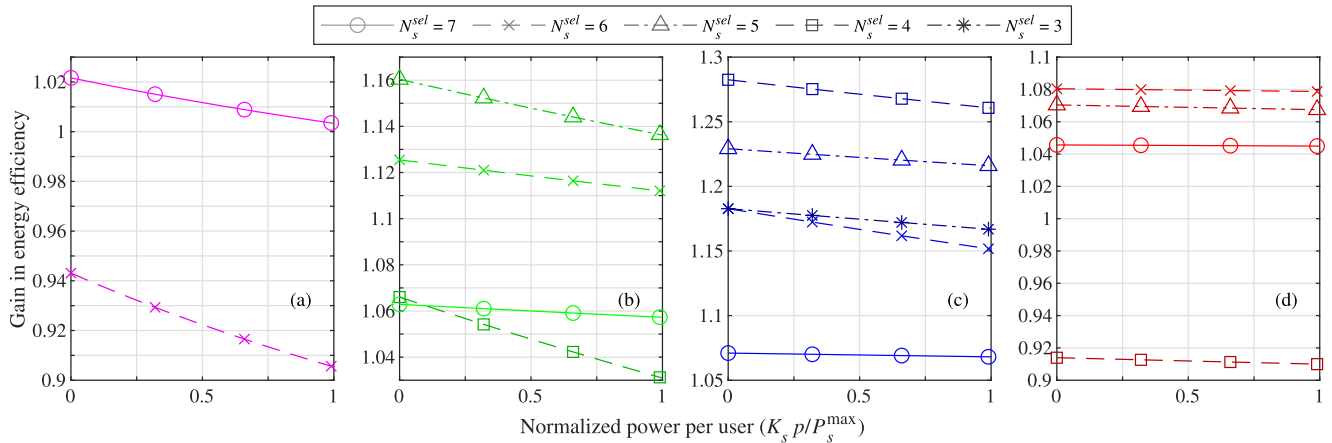 N_s^{sel} = 7 N_s^{sel} = 6 N_s^{sel} = 5 N_s^{sel} = 4 N_s^{sel} = 3
Gain in energy efficiency
1.02
1
0.98
0.96
0.94
0.92
0.9
0 0.5 1
(a)
1.16
1.14
1.12
1.11
1.08
1.06
1.04
0 0.5 1
(b)
1.3
1.25
1.2
1.15
1.1
1.05
0 0.5 1
(c)
1.1
1.08
1.06
1.04
1.02
1
0.96
0.94
0.92
0.9
0 0.5 1
(d)
Normalized power per user (K_s p/P_s^{max})